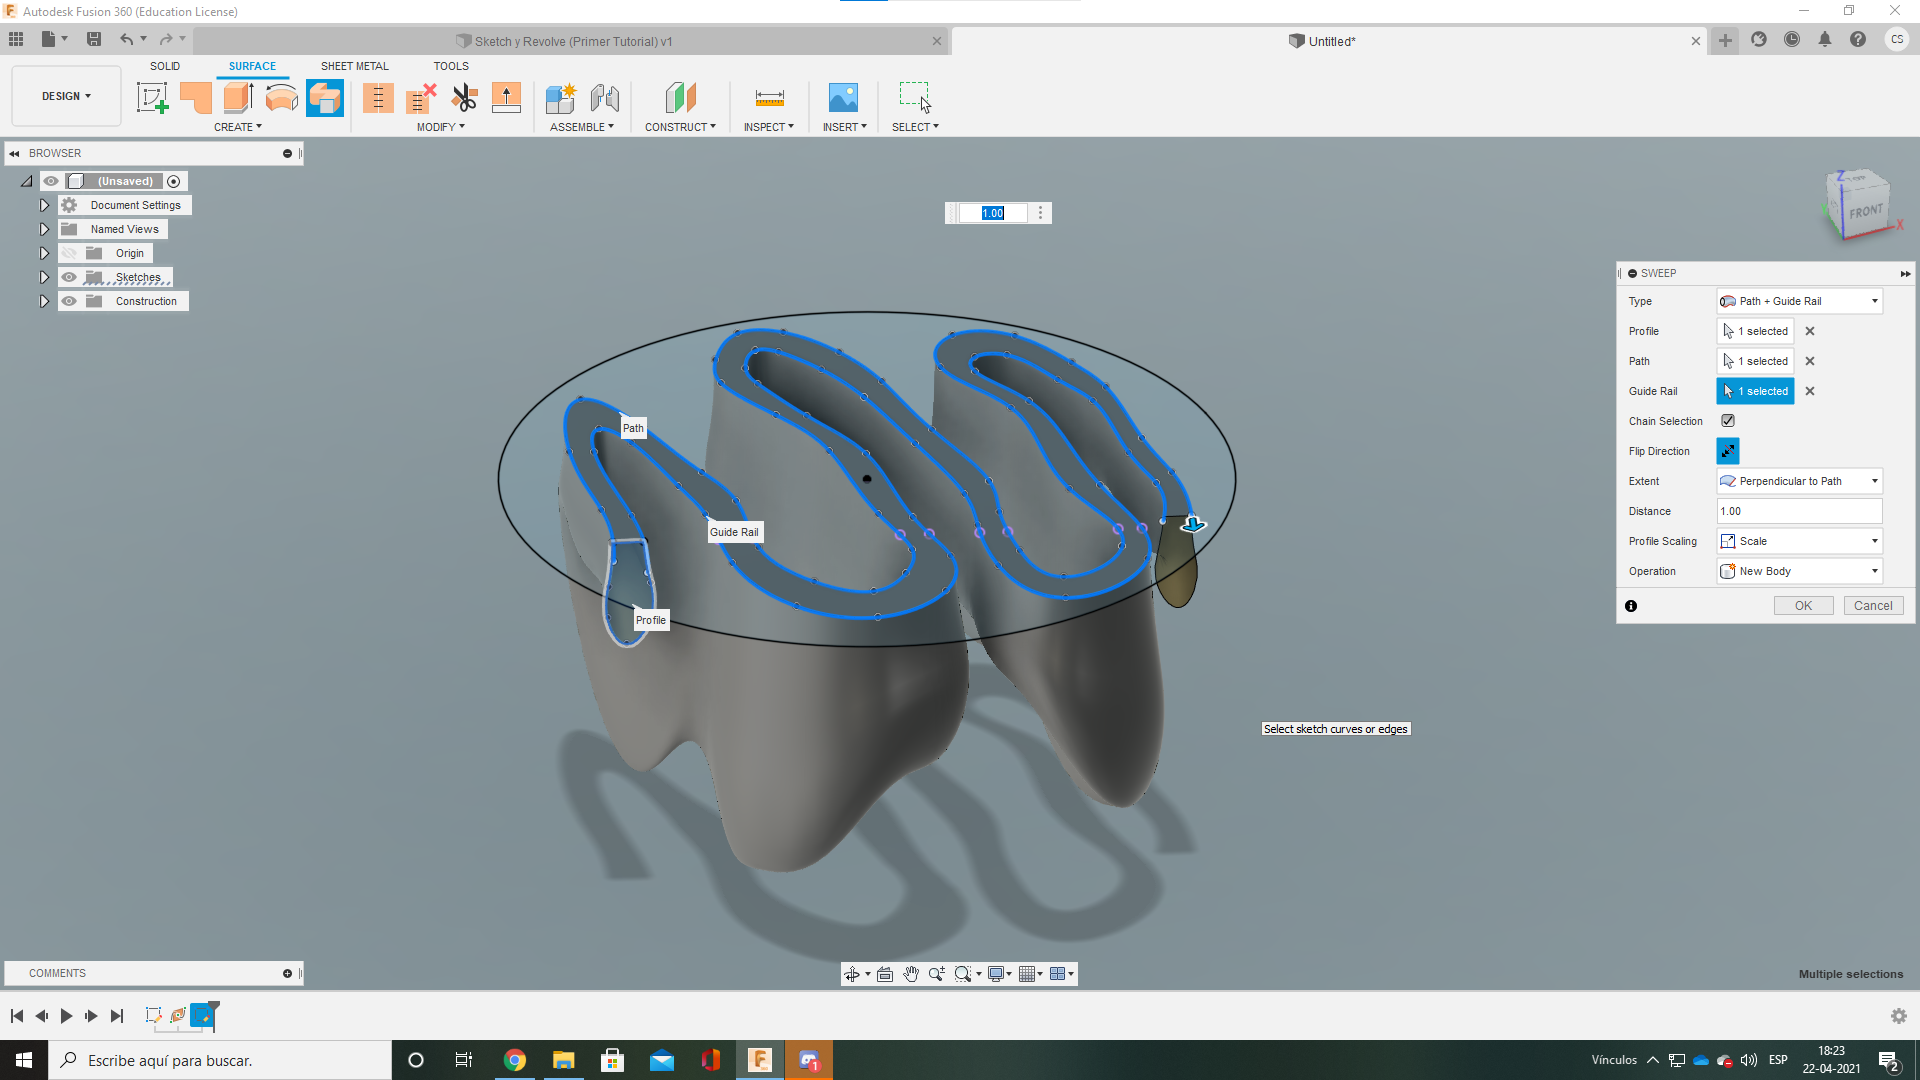 Autodesk Fusion 360 (Education License)
Sketch y Revolve (Primer Tutorial) v1
Untitled*
CS
DESIGN
SOLID
SURFACE
SHEET METAL
TOOLS
CREATE
MODIFY
ASSEMBLE
CONSTRUCT
INSPECT
INSERT
SELECT
BROWSER
(Unsaved)
Document Settings
Named Views
Origin
Sketches
Construction
1.00
Z
TOP
FRONT
X
SWEEP
Type Path + Guide Rail
Profile 1 selected
Path 1 selected
Guide Rail 1 selected
Chain Selection
Flip Direction
Extent Perpendicular to Path
Distance 1.00
Profile Scaling Scale
Operation New Body
OK Cancel
Path
Guide Rail
Profile
Select sketch curves or edges
COMMENTS
Multiple selections
Escribe aquí para buscar.
1
Vínculos
ESP
18:23
22-04-2021
2